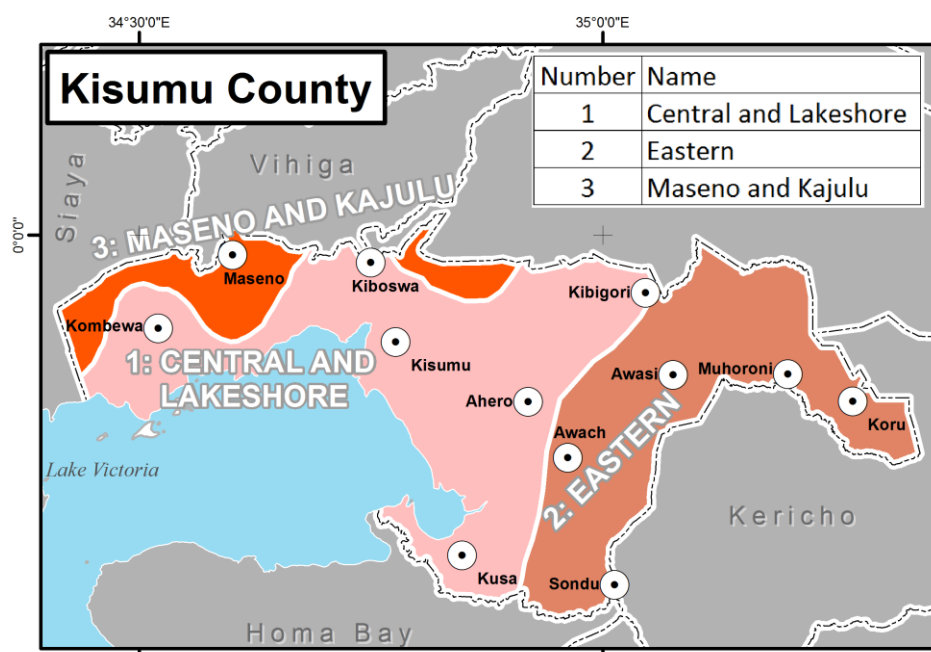 34°30'0"E
35°0'0"E
Kisumu County
Number Name
1 Central and Lakeshore
2 Eastern
3 Maseno and Kajulu
Siaya
Vihiga
3: MASENO AND KAJULU
0°0'0"
Maseno
Kiboswa
Kibigori
Kombewa
1: CENTRAL AND
LAKESHORE
Kisumu
Awasi
Muhoroni
Ahero
Koru
Awach
2: EASTERN
Lake Victoria
Kericho
Kusa
Sondu
Homa Bay